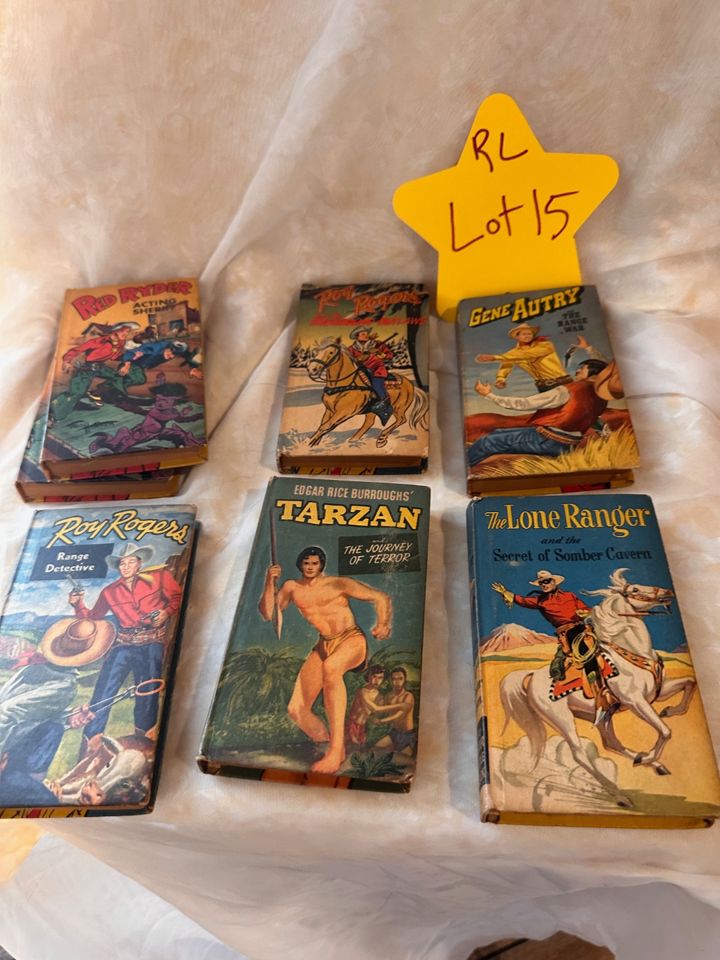 RL
Lot 15
RED RYDER
ACTING
SHERIFF
Roy Rogers
GENE AUTRY
THE
RANGE
WAR
Roy Rogers
Range
Detective
EDGAR RICE BURROUGHS'
TARZAN
and
THE JOURNEY
OF TERROR
The Lone Ranger
and the
Secret of Somber Cavern